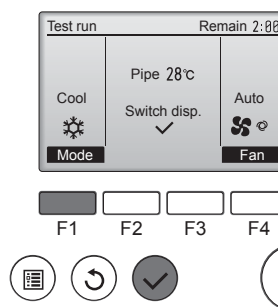 Test run Remain 2:00
Pipe 28℃
Cool Switch disp. Auto
Mode Fan
F1 F2 F3 F4